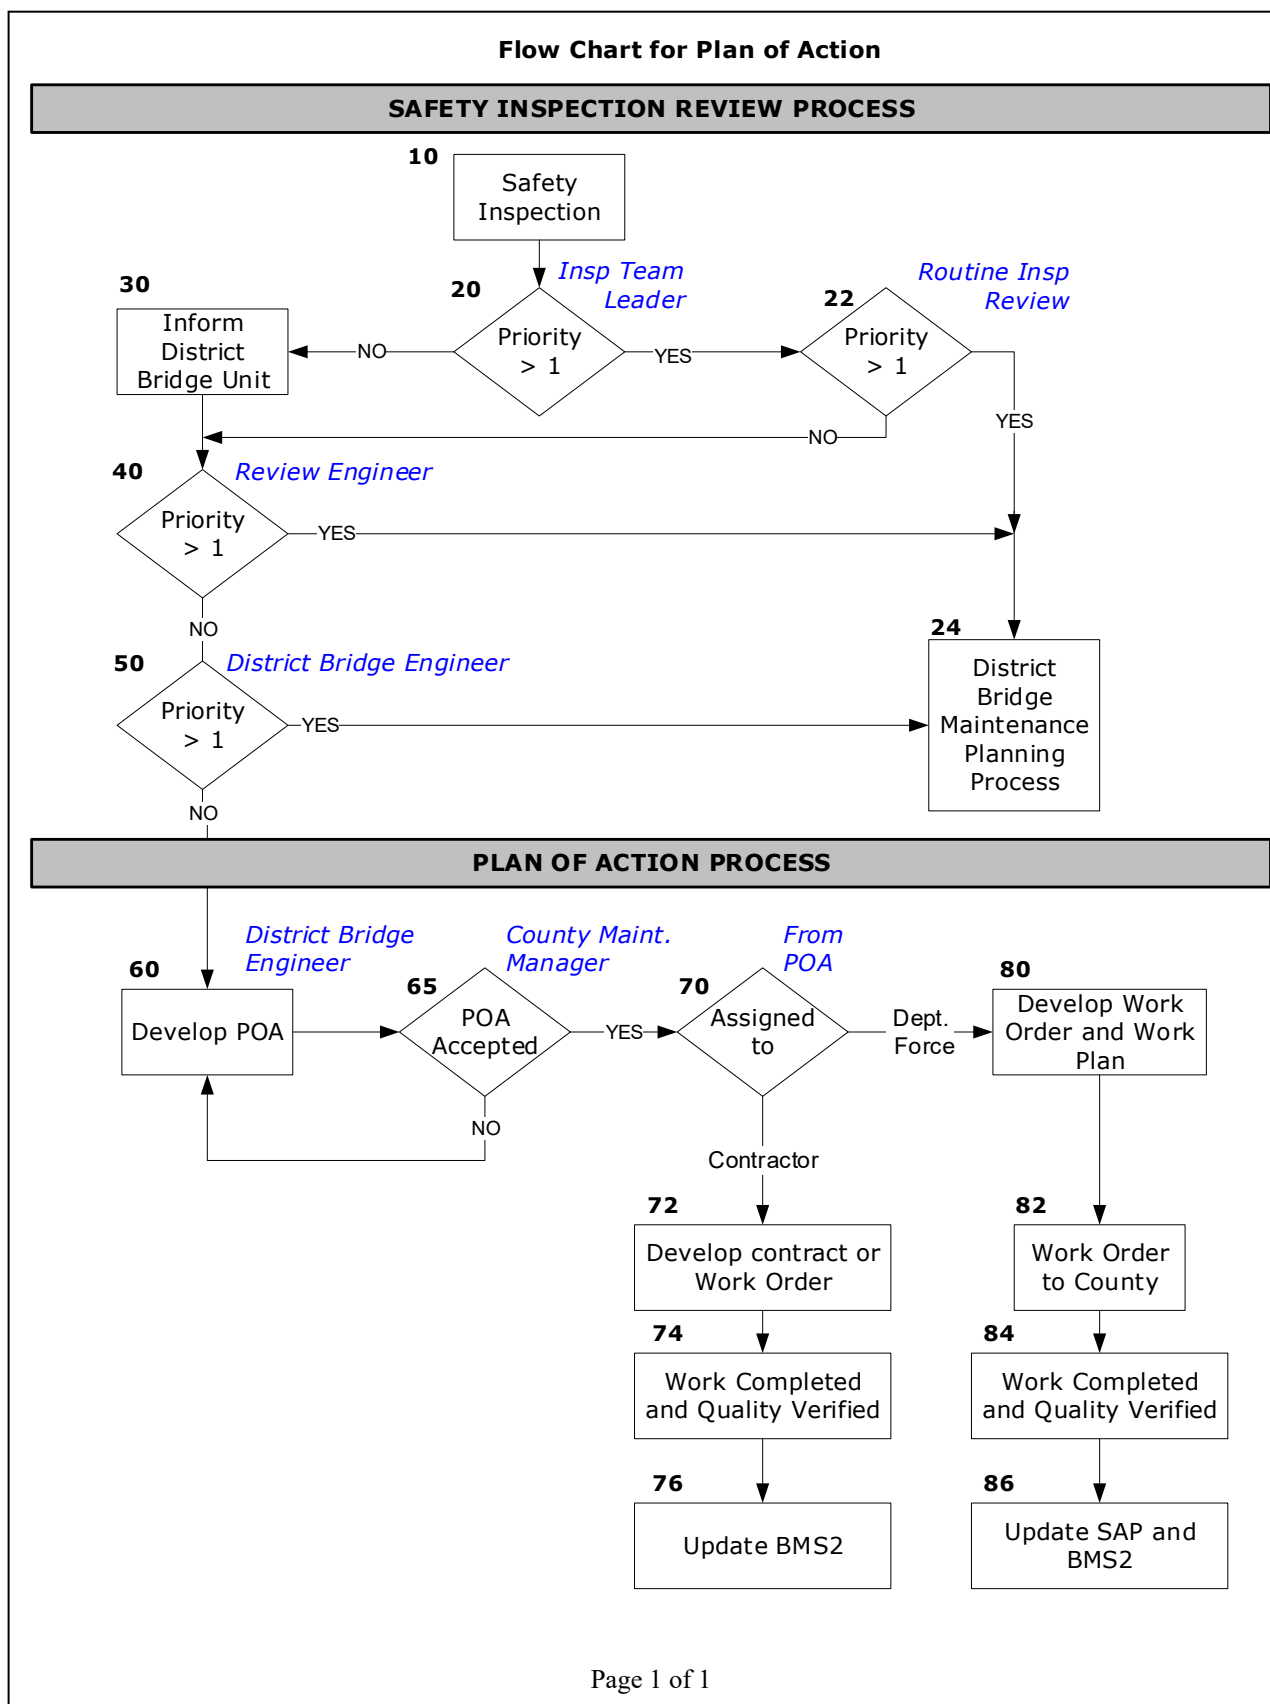 Flow Chart for Plan of Action
SAFETY INSPECTION REVIEW PROCESS
10
Safety
Inspection
Insp Team
Leader
20
Priority
> 1
Routine Insp
Review
22
Priority
> 1
30
Inform
District
Bridge Unit
NO
YES
YES
NO
40
Review Engineer
Priority
> 1
YES
NO
50
District Bridge Engineer
Priority
> 1
YES
NO
24
District
Bridge
Maintenance
Planning
Process
PLAN OF ACTION PROCESS
District Bridge
Engineer
60
Develop POA
County Maint.
Manager
65
POA
Accepted
YES
NO
From
POA
70
Assigned
to
Dept.
Force
Contractor
80
Develop Work
Order and Work
Plan
72
Develop contract or
Work Order
82
Work Order
to County
74
Work Completed
and Quality Verified
84
Work Completed
and Quality Verified
76
Update BMS2
86
Update SAP and
BMS2
Page 1 of 1